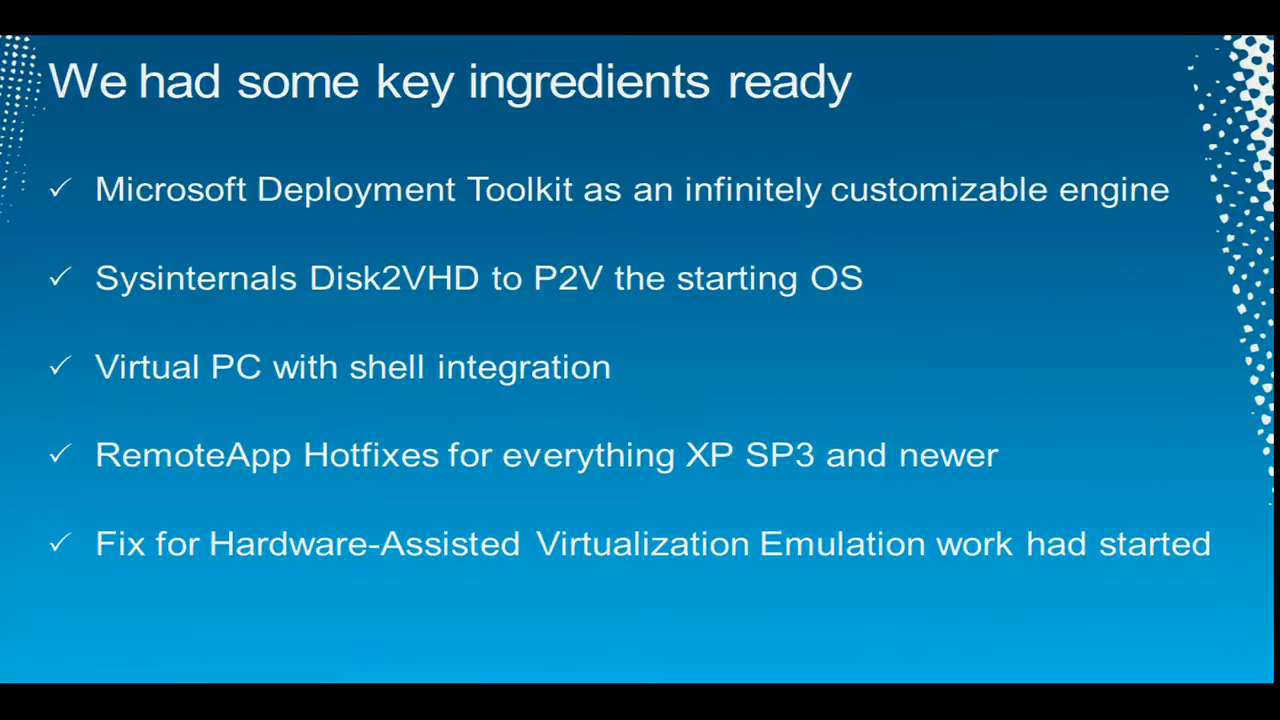 We had some key ingredients ready
✓ Microsoft Deployment Toolkit as an infinitely customizable engine
✓ Sysinternals Disk2VHD to P2V the starting OS
✓ Virtual PC with shell integration
✓ RemoteApp Hotfixes for everything XP SP3 and newer
✓ Fix for Hardware-Assisted Virtualization Emulation work had started